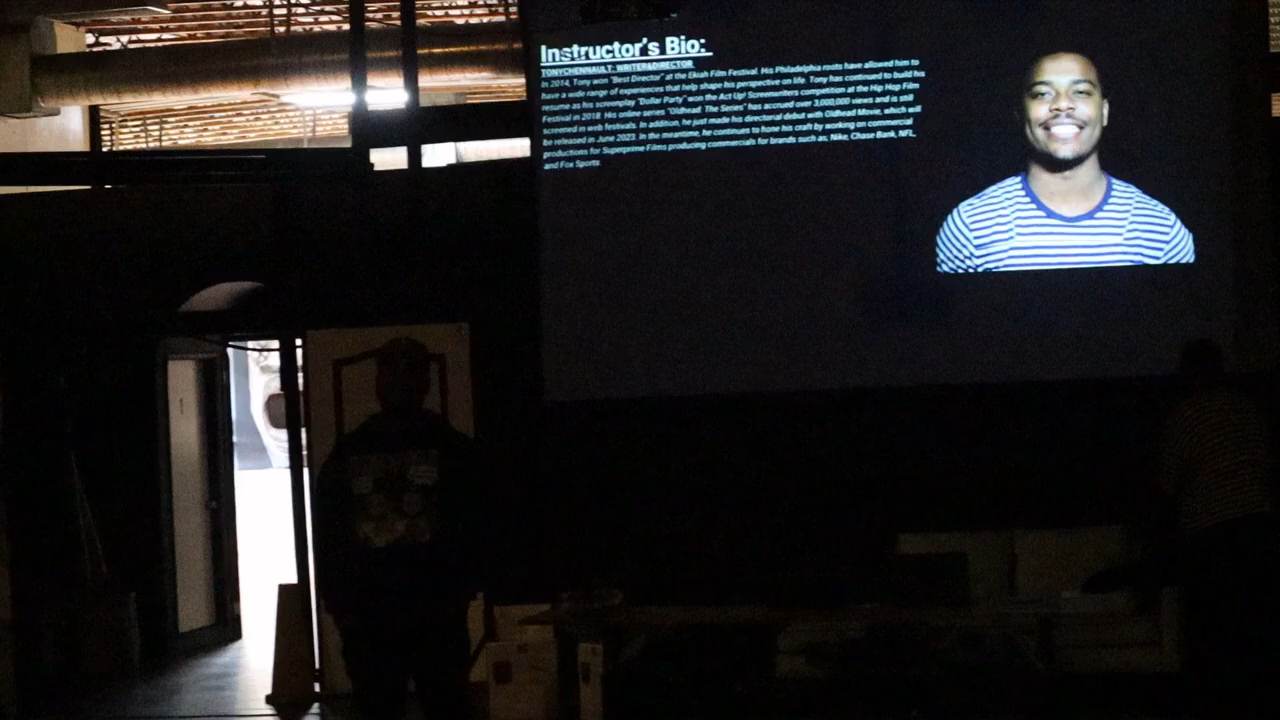 Instructor's Bio:
TONYCHENNAULT: WRITER&DIRECTOR
In 2014, Tony won "Best Director" at the Ekiah Film Festival. His Philadelphia roots have allowed him to
have a wide range of experiences that help shape his perspective on life. Tony has continued to build his
resume as his screenplay "Dollar Party" won the Act Up! Screenwriters competition at the Hip Hop Film
Festival in 2018. His online series "Oldhead: The Series" has accrued over 3,000,000 views and is still
screened in web festivals. In addition, he just made his directorial debut with Oldhead Movie, which will
be released in June 2023. In the meantime, he continues to hone his craft by working on commercial
productions for Superprime Films producing commercials for brands such as; Nike, Chase Bank, NFL,
and Fox Sports.